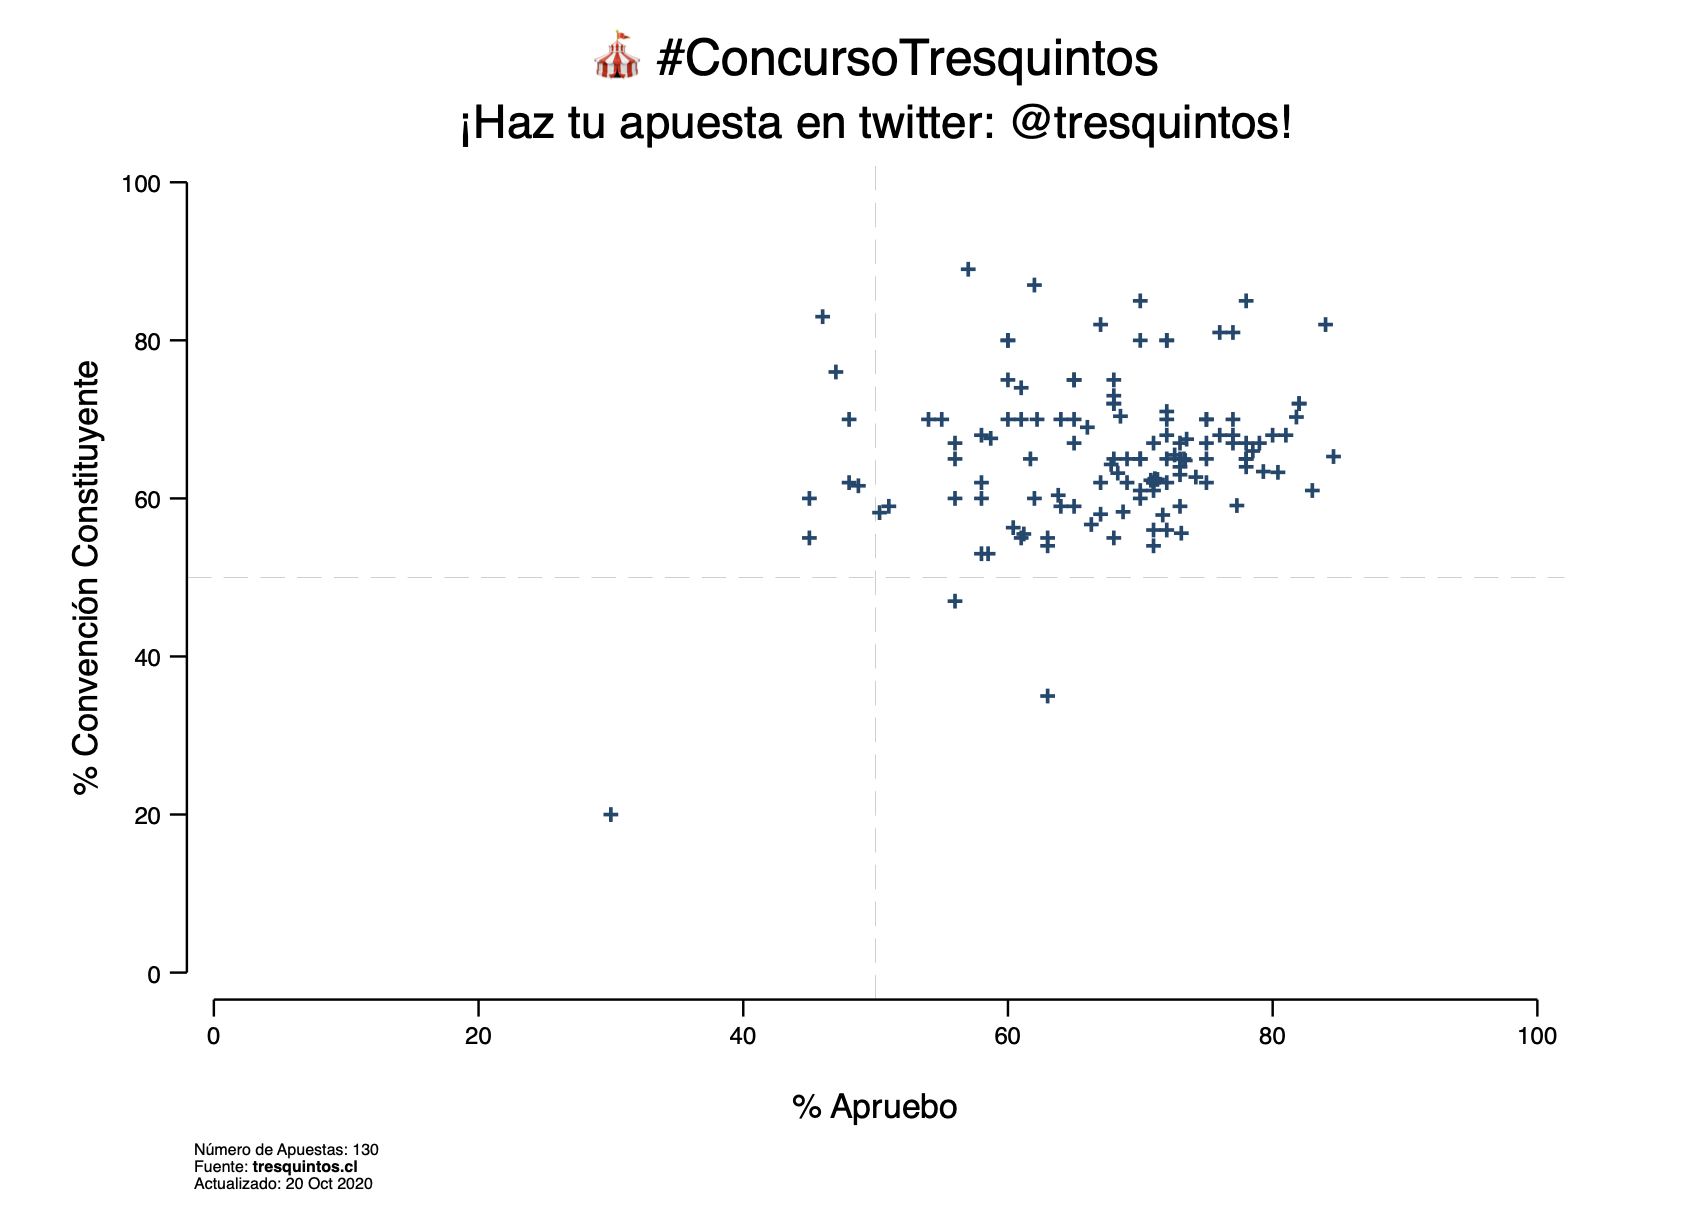 #ConcursoTresquintos
¡Haz tu apuesta en twitter: @tresquintos!
100
80
60
40
20
0
% Convención Constituyente
0 20 40 60 80 100
% Apruebo
Número de Apuestas: 130
Fuente: tresquintos.cl
Actualizado: 20 Oct 2020